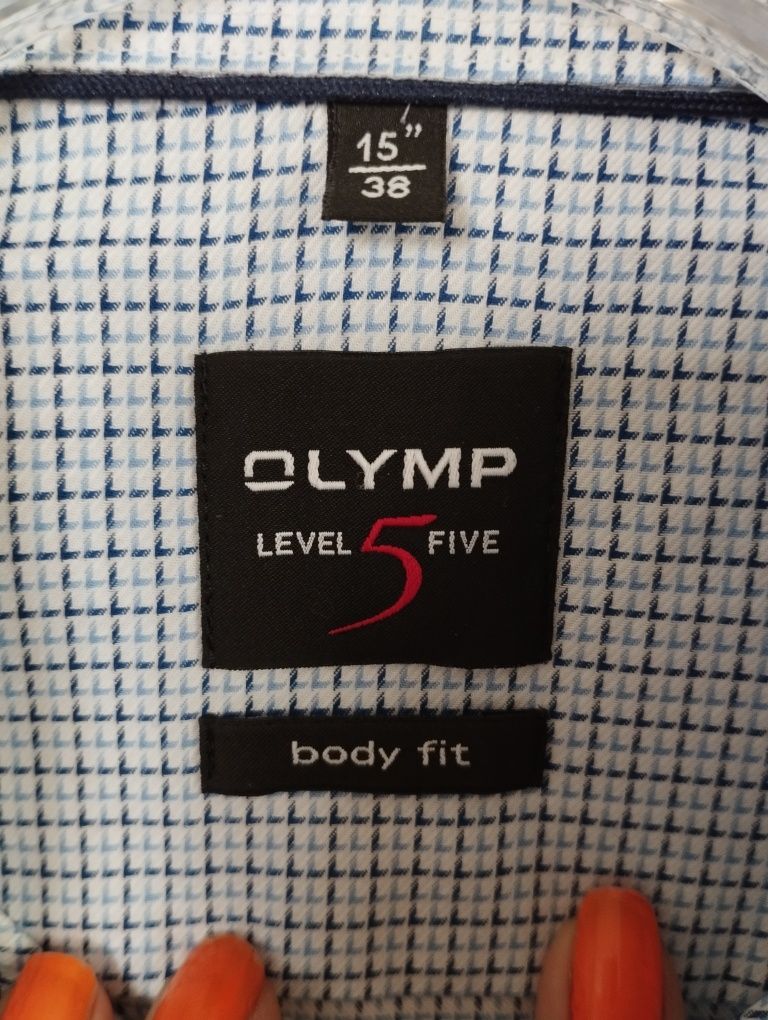 15"
38
OLYMP
LEVEL 5 FIVE
body fit